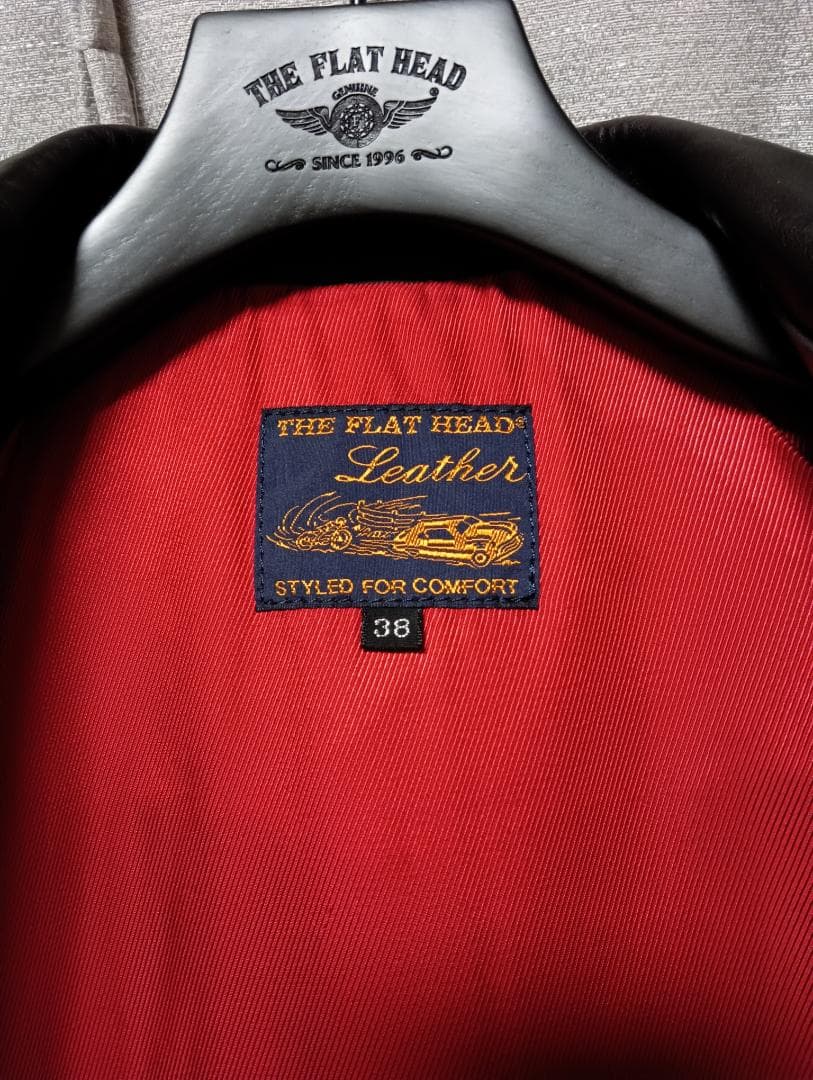 THE FLAT HEAD
GENUINE
®
SINCE 1996
THE FLAT HEAD®
Leather
STYLED FOR COMFORT
38